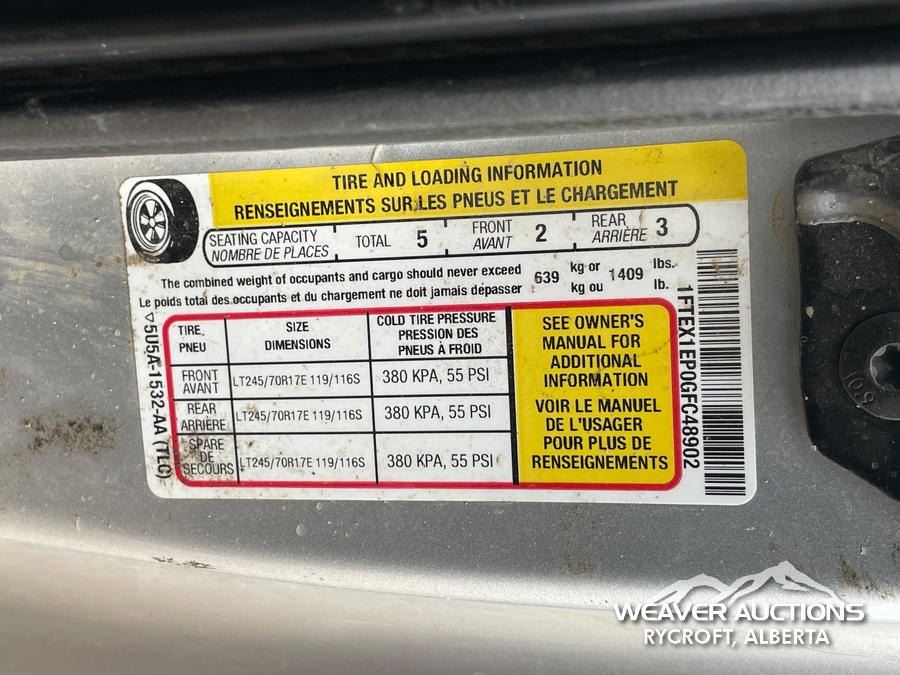 TIRE AND LOADING INFORMATION
RENSEIGNEMENTS SUR LES PNEUS ET LE CHARGEMENT
SEATING CAPACITY TOTAL 5 FRONT 2 REAR 3
NOMBRE DE PLACES AVANT ARRIÈRE
The combined weight of occupants and cargo should never exceed 639 kg or 1409 lbs.
Le poids total des occupants et du chargement ne doit jamais dépasser kg ou lb.
TIRE SIZE COLD TIRE PRESSURE
PNEU DIMENSIONS PRESSION DES
PNEUS À FROID
FRONT LT245/70R17E 119/116S 380 KPA, 55 PSI
AVANT
REAR LT245/70R17E 119/116S 380 KPA, 55 PSI
ARRIÈRE
SPARE LT245/70R17E 119/116S 380 KPA, 55 PSI
DE
SECOURS
SEE OWNER'S
MANUAL FOR
ADDITIONAL
INFORMATION
VOIR LE MANUEL
DE L'USAGER
POUR PLUS DE
RENSEIGNEMENTS
5U5A-1532-AA (TLC)
1FTEX1EP0GFC48902
10.9
WEAVER AUCTIONS
RYCROFT, ALBERTA